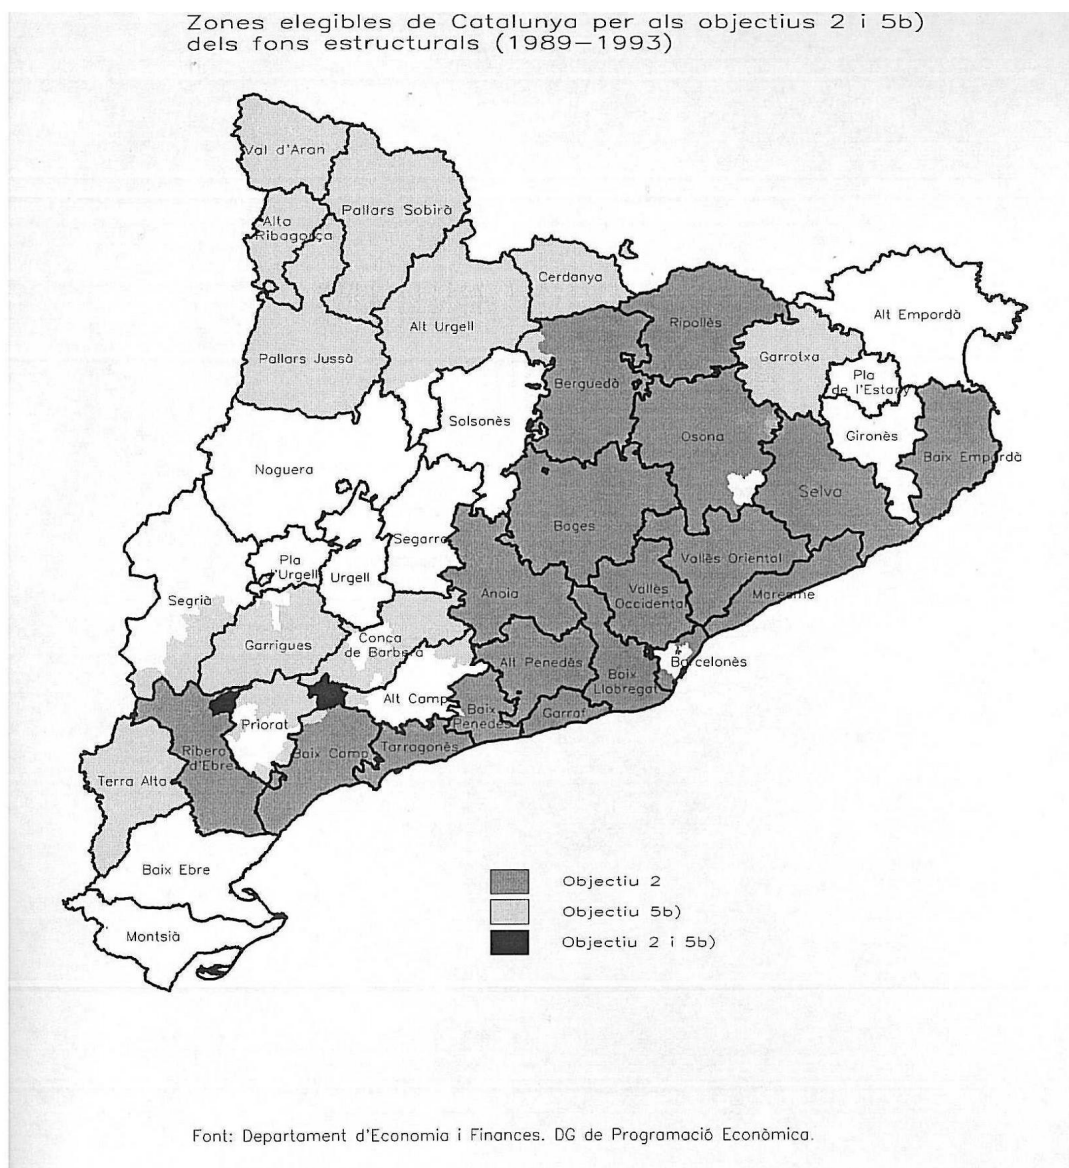 Zones elegibles de Catalunya per als objectius 2 i 5b)
dels fons estructurals (1989–1993)
Val d'Aran
Pallars Sobirà
Alta
Ribagorça
Cerdanya
Alt Urgell
Ripollès
Alt Empordà
Pallars Jussà
Garrotxa
Pla
de l'Estany
Berguedà
Solsonès
Osona
Gironès
Baix Empordà
Noguera
Selva
Bages
Segarra
Pla
d'Urgell
Urgell
Vallès Oriental
Segrià
Anoia
Vallès
Occidental
Maresme
Garrigues
Conca
de Barberà
Alt Penedès
Barcelonès
Baix
Llobregat
Alt Camp
Baix
Penedès
Garraf
Priorat
Tarragonès
Ribera
d'Ebre
Baix Camp
Terra Alta
Baix Ebre
Montsià
Objectiu 2
Objectiu 5b)
Objectiu 2 i 5b)
Font: Departament d'Economia i Finances. DG de Programació Econòmica.